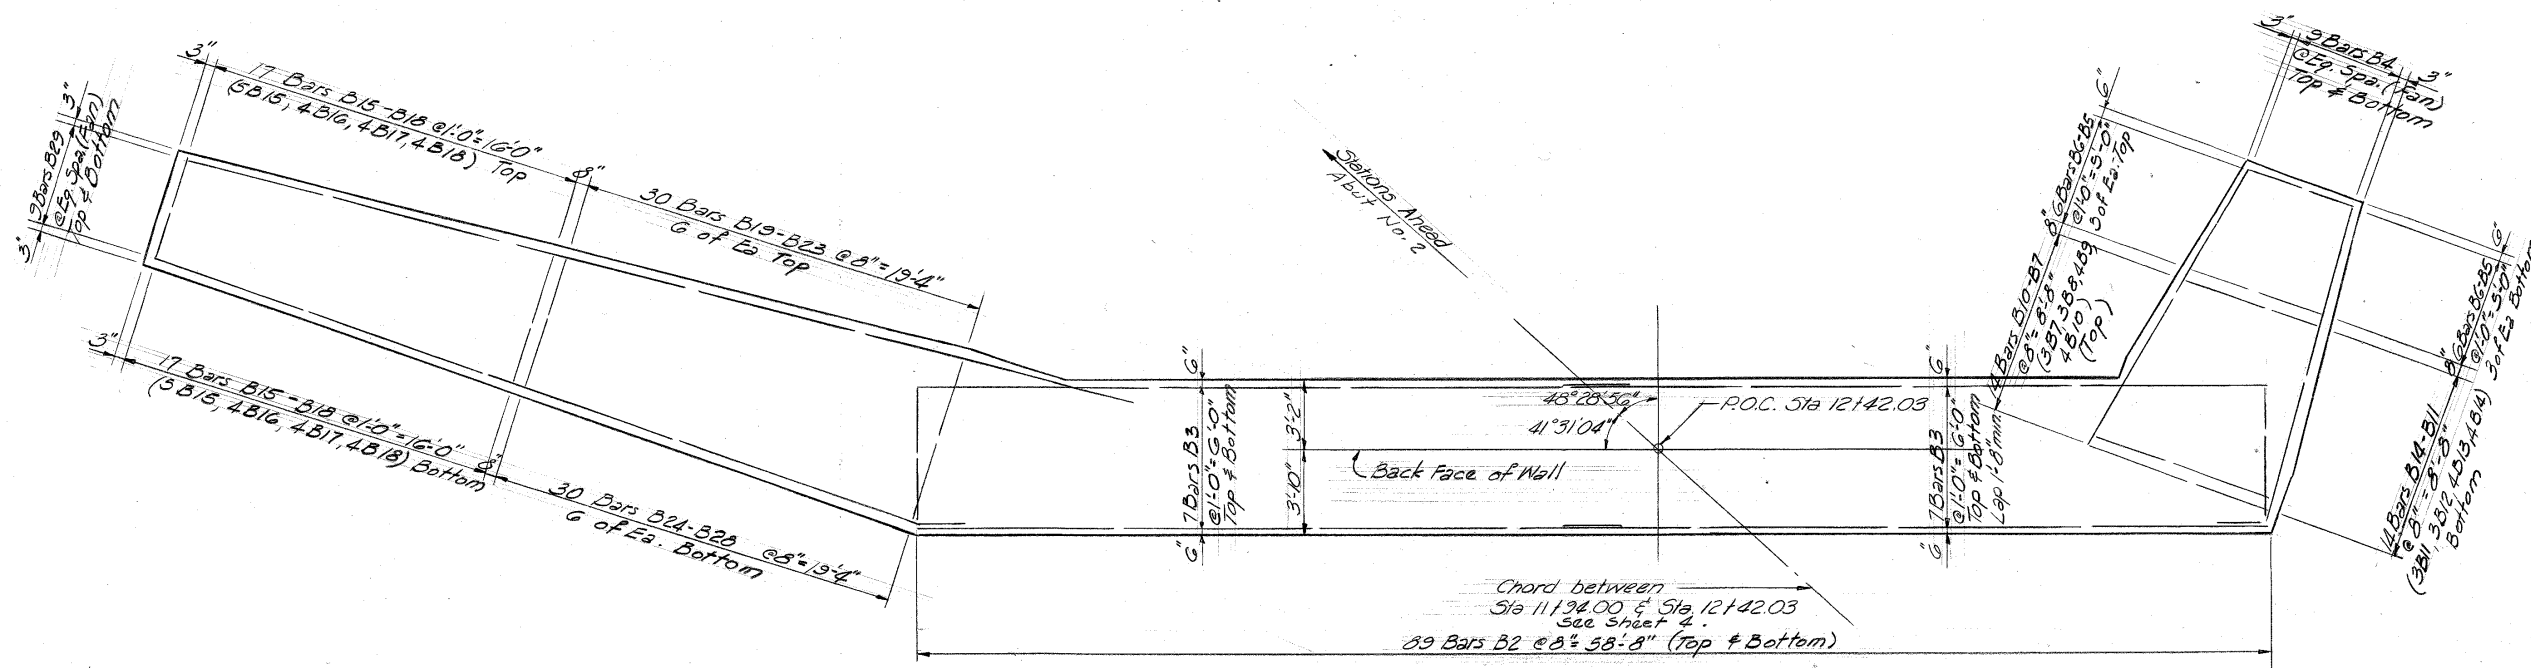 3"
17 Bars B15-B18 @1'-0"=16'-0"
(5B15, 4B16, 4B17, 4B18) Top
8"
30 Bars B19-B23 @8"=19'-4"
6 of Ea Top
3"
9 Bars B29
@Eq. Spa. (Fan)
Top & Bottom
3"
3"
17 Bars B15-B18 @1'-0"=16'-0"
(5B15, 4B16, 4B17, 4B18) Bottom
8"
30 Bars B24-B28 @8"=19'-4"
6 of Ea. Bottom
Stations Ahead
Abut No. 2
6"
7 Bars B3
@1'-0"=6'-0"
Top & Bottom
6"
3'-2"
3'-10"
48°28'56"
41°31'04"
P.O.C. Sta 12+42.03
Back Face of Wall
6"
7 Bars B3
@1'-0"=6'-0"
Top & Bottom
Lap 1'-8" min.
6"
Chord between
Sta 11+94.00 & Sta. 12+42.03
See Sheet 4.
89 Bars B2 @8"=58'-8" (Top & Bottom)
3"
9 Bars B4
@Eq. Spa. (Fan)
Top & Bottom
3"
6"
6 Bars B6-B5
@1'-0"=5'-0"
3 of Ea. Top
8"
14 Bars B10-B7
@8"=8'-8"
(3B7, 3B8, 4B9,
4B10)
(Top)
6"
6 Bars B6-B5
@1'-0"=5'-0"
3 of Ea Bottom
8"
14 Bars B14-B11
@8"=8'-8"
(3B11, 3B12, 4B13, 4B14)
Bottom